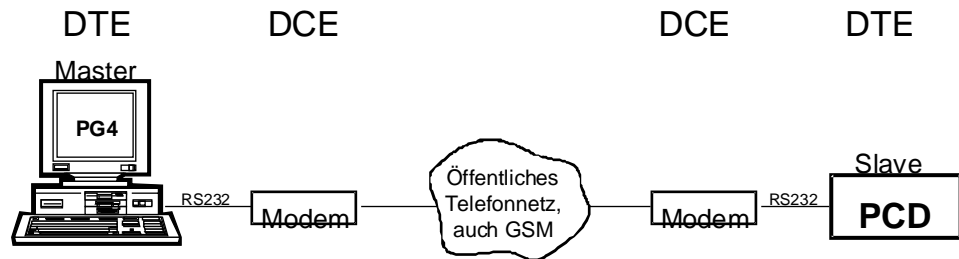 DTE DCE DCE DTE
Master
PG4
Slave
RS232 Modem
Öffentliches
Telefonnetz,
auch GSM
Modem RS232 PCD